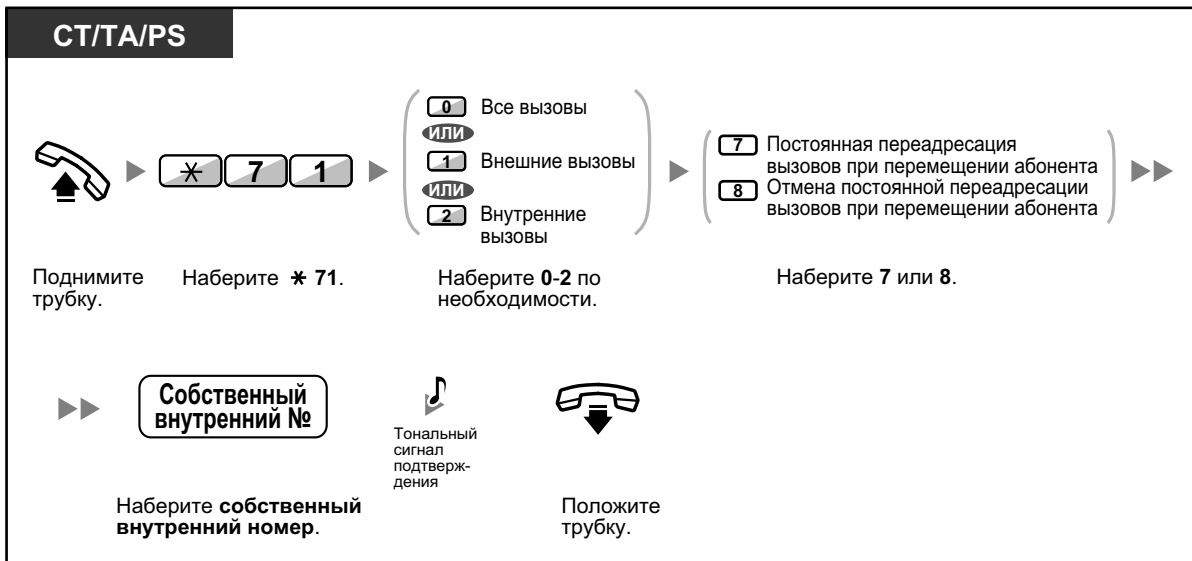 CT/TA/PS
0 Все вызовы
ИЛИ
1 Внешние вызовы
ИЛИ
2 Внутренние
вызовы
* 7 1
7 Постоянная переадресация
вызовов при перемещении абонента
8 Отмена постоянной переадресации
вызовов при перемещении абонента
Поднимите
трубку.
Наберите * 71.
Наберите 0-2 по
необходимости.
Наберите 7 или 8.
Собственный
внутренний №
Тональный
сигнал
подтверж-
дения
Наберите собственный
внутренний номер.
Положите
трубку.